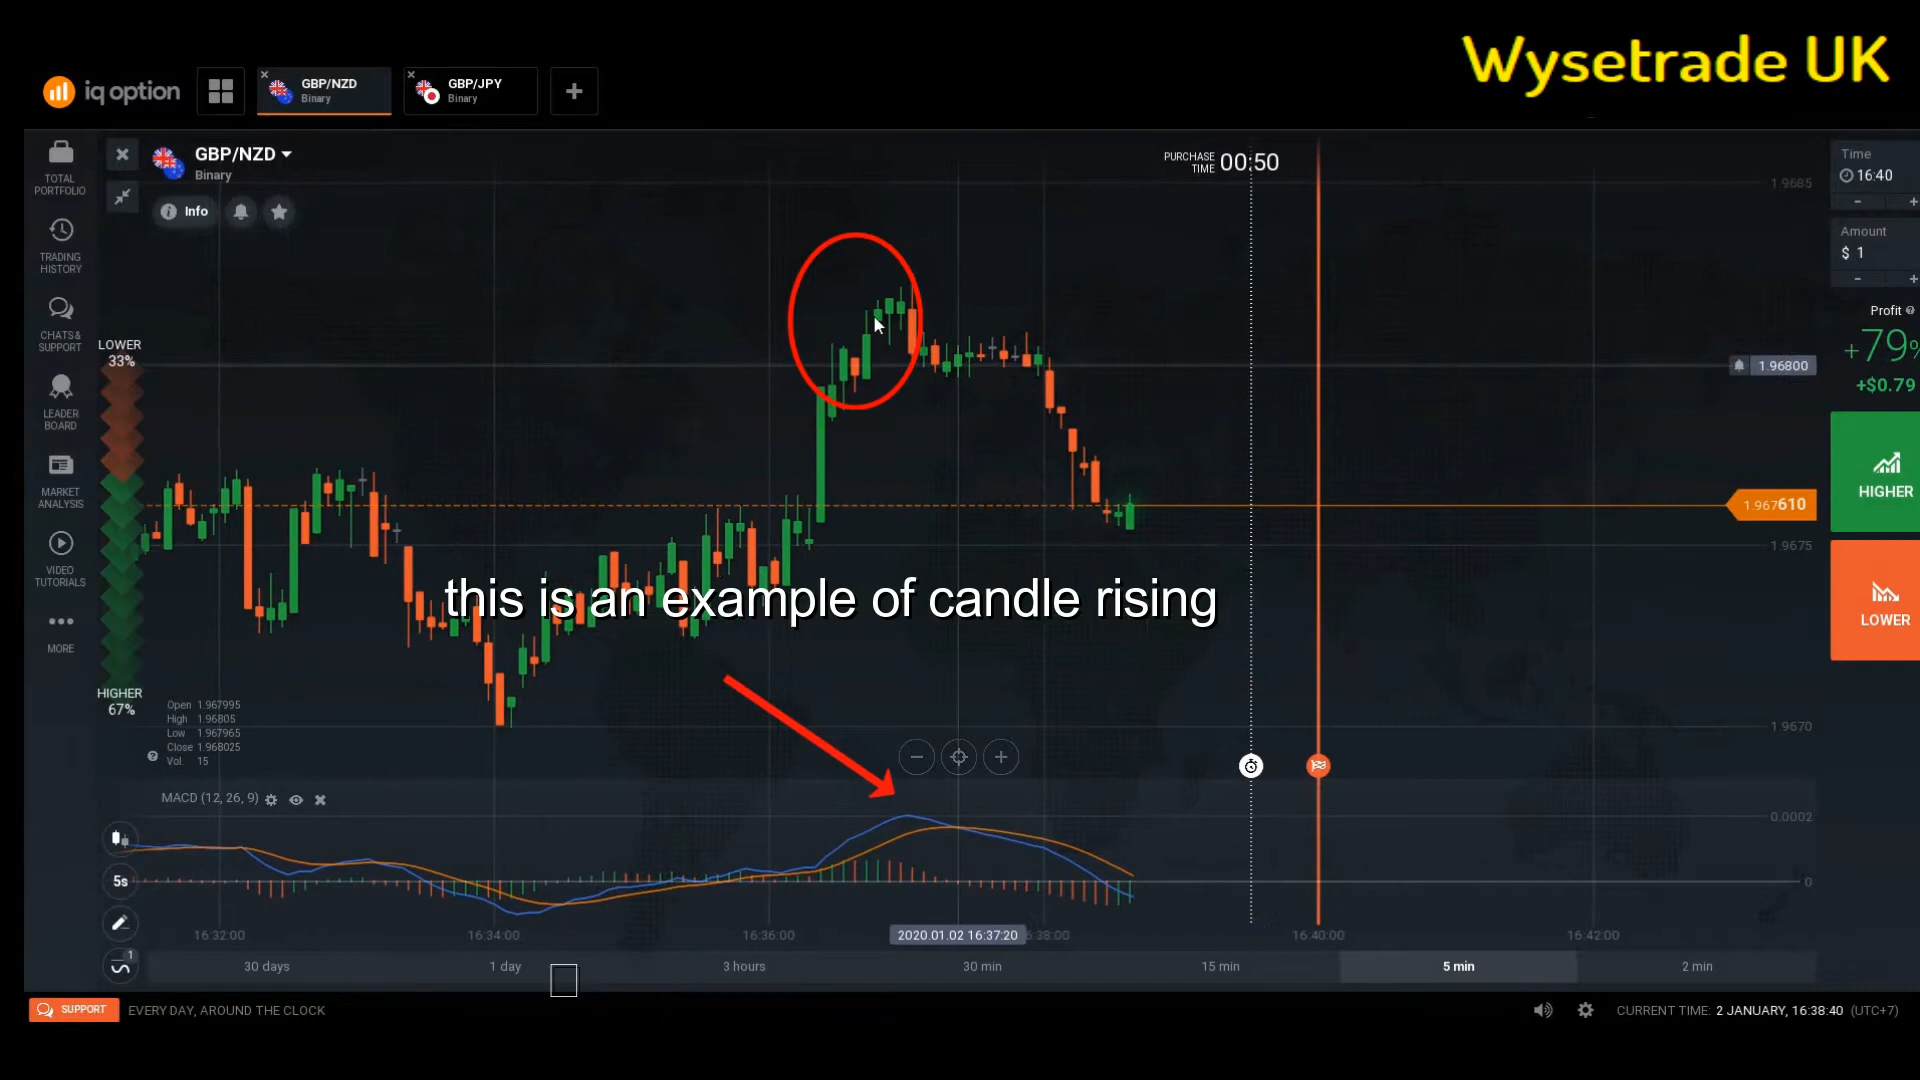 Wysetrade UK
iq option
GBP/NZD
Binary
GBP/JPY
Binary
TOTAL PORTFOLIO
TRADING HISTORY
CHATS & SUPPORT
LEADER BOARD
MARKET ANALYSIS
VIDEO TUTORIALS
MORE
GBP/NZD
Binary
Info
PURCHASE TIME 00:50
LOWER
33%
HIGHER
67%
1.9685
1.96800
1.967610
1.9675
1.9670
Time
16:40
- +
Amount
$ 1
- +
Profit
+79%
+$0.79
HIGHER
LOWER
this is an example of candle rising
Open 1.967995
High 1.96805
Low 1.967965
Close 1.968025
Vol. 15
MACD (12, 26, 9)
0.0002
0
5s
1
16:32:00
16:34:00
16:36:00
2020.01.02 16:37:20
6:38:00
16:40:00
16:42:00
30 days
1 day
3 hours
30 min
15 min
5 min
2 min
SUPPORT
EVERY DAY, AROUND THE CLOCK
CURRENT TIME: 2 JANUARY, 16:38:40 (UTC+7)